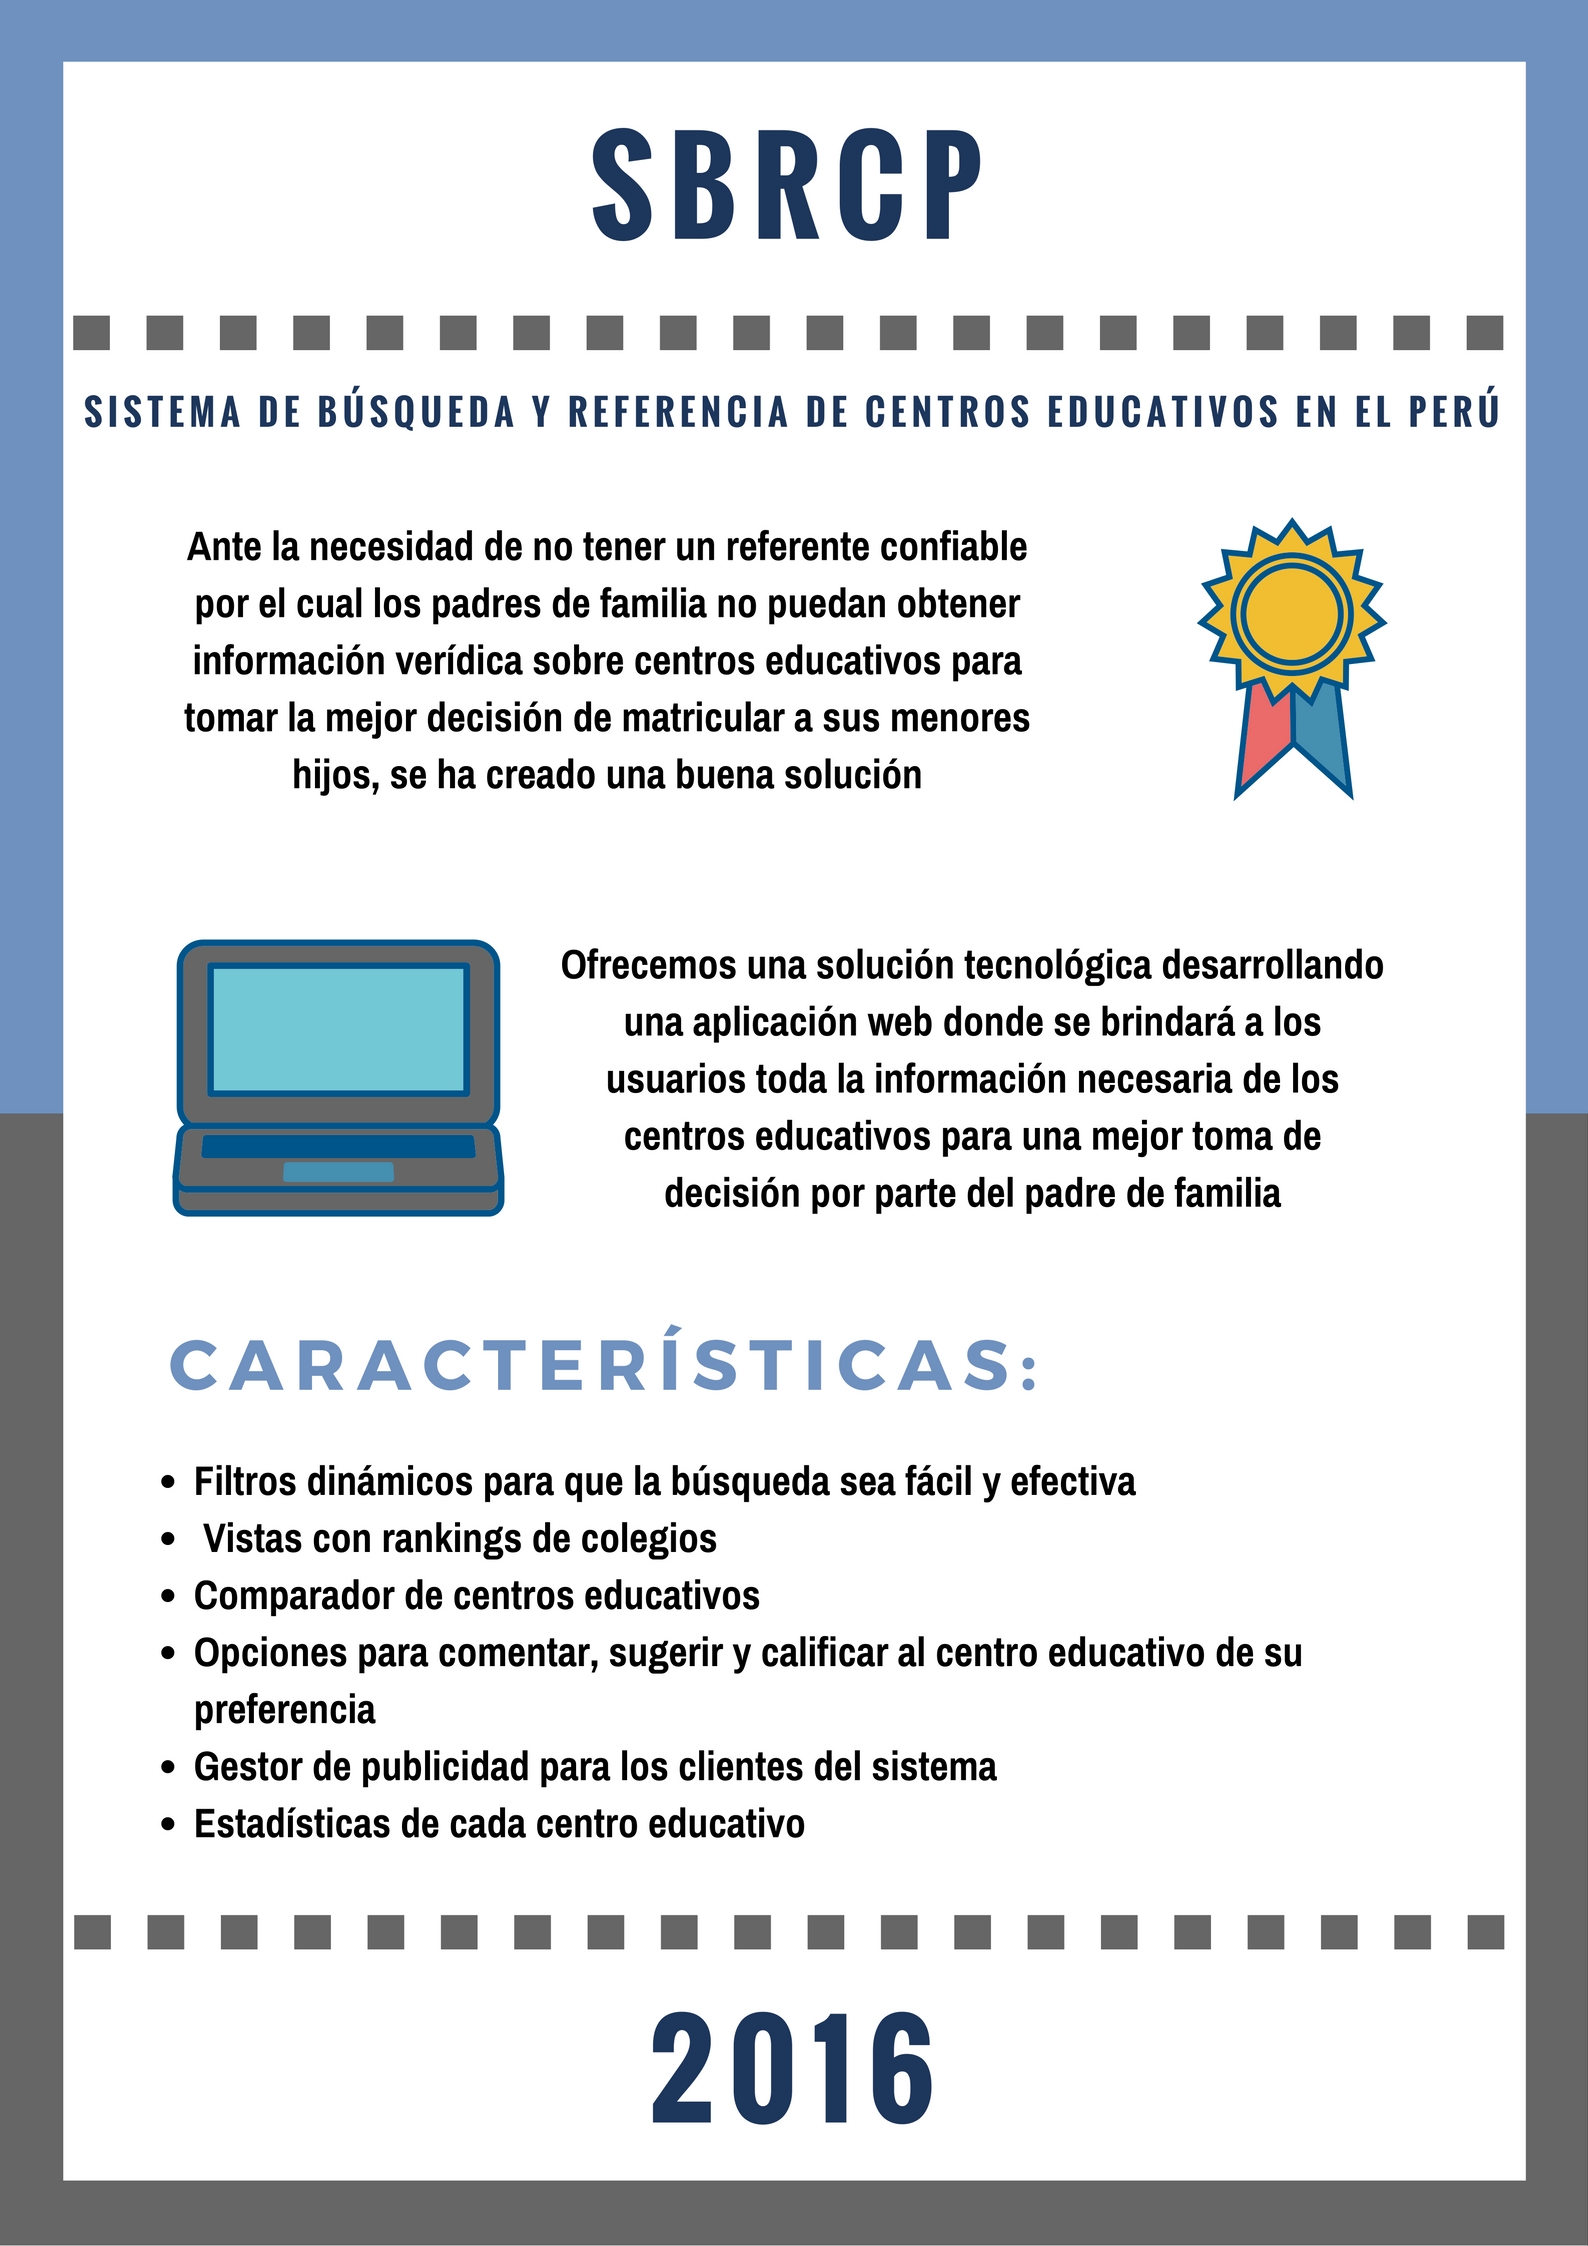 SBRCP
SISTEMA DE BÚSQUEDA Y REFERENCIA DE CENTROS EDUCATIVOS EN EL PERÚ
Ante la necesidad de no tener un referente confiable
por el cual los padres de familia no puedan obtener
información verídica sobre centros educativos para
tomar la mejor decisión de matricular a sus menores
hijos, se ha creado una buena solución
Ofrecemos una solución tecnológica desarrollando
una aplicación web donde se brindará a los
usuarios toda la información necesaria de los
centros educativos para una mejor toma de
decisión por parte del padre de familia
CARACTERÍSTICAS:
• Filtros dinámicos para que la búsqueda sea fácil y efectiva
• Vistas con rankings de colegios
• Comparador de centros educativos
• Opciones para comentar, sugerir y calificar al centro educativo de su
preferencia
• Gestor de publicidad para los clientes del sistema
• Estadísticas de cada centro educativo
2016